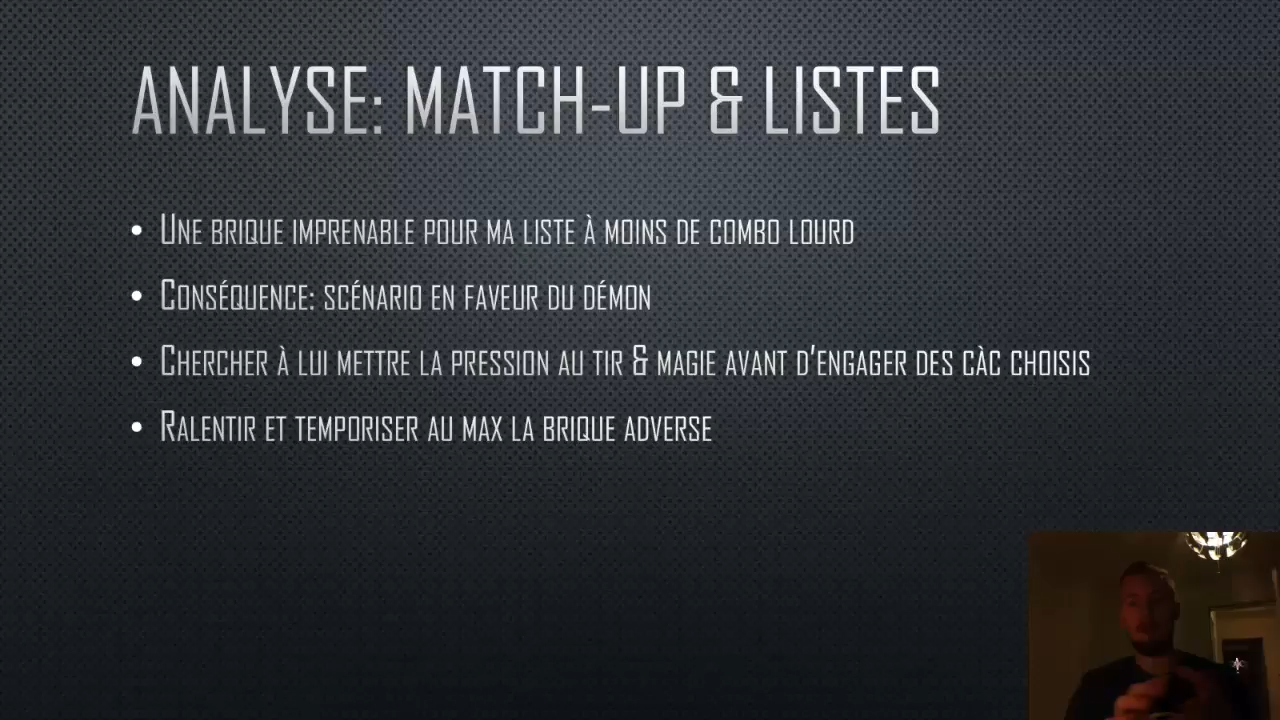 ANALYSE: MATCH-UP & LISTES
• UNE BRIQUE IMPRENABLE POUR MA LISTE À MOINS DE COMBO LOURD
• CONSÉQUENCE: SCÉNARIO EN FAVEUR DU DÉMON
• CHERCHER À LUI METTRE LA PRESSION AU TIR & MAGIE AVANT D'ENGAGER DES CÀC CHOISIS
• RALENTIR ET TEMPORISER AU MAX LA BRIQUE ADVERSE